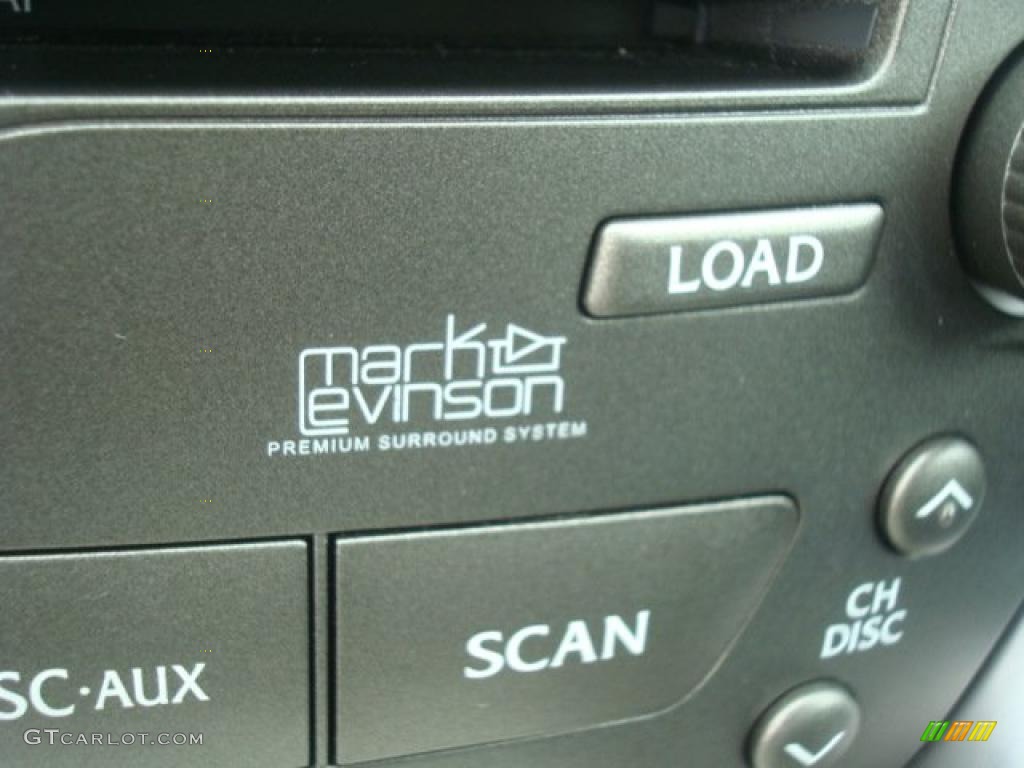 LOAD
mark
levinson
PREMIUM SURROUND SYSTEM
CH
DISC
SCAN
SC·AUX
GTCARLOT.COM